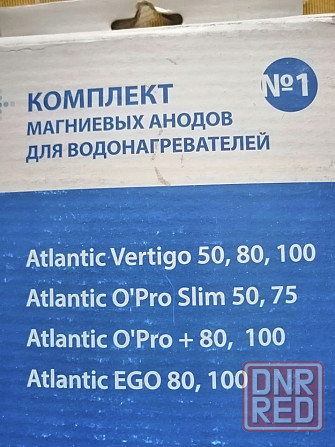 №1
КОМПЛЕКТ
МАГНИЕВЫХ АНОДОВ
ДЛЯ ВОДОНАГРЕВАТЕЛЕЙ
Atlantic Vertigo 50, 80, 100
Atlantic O'Pro Slim 50, 75
Atlantic O'Pro + 80, 100
Atlantic EGO 80, 100
DNR
RED